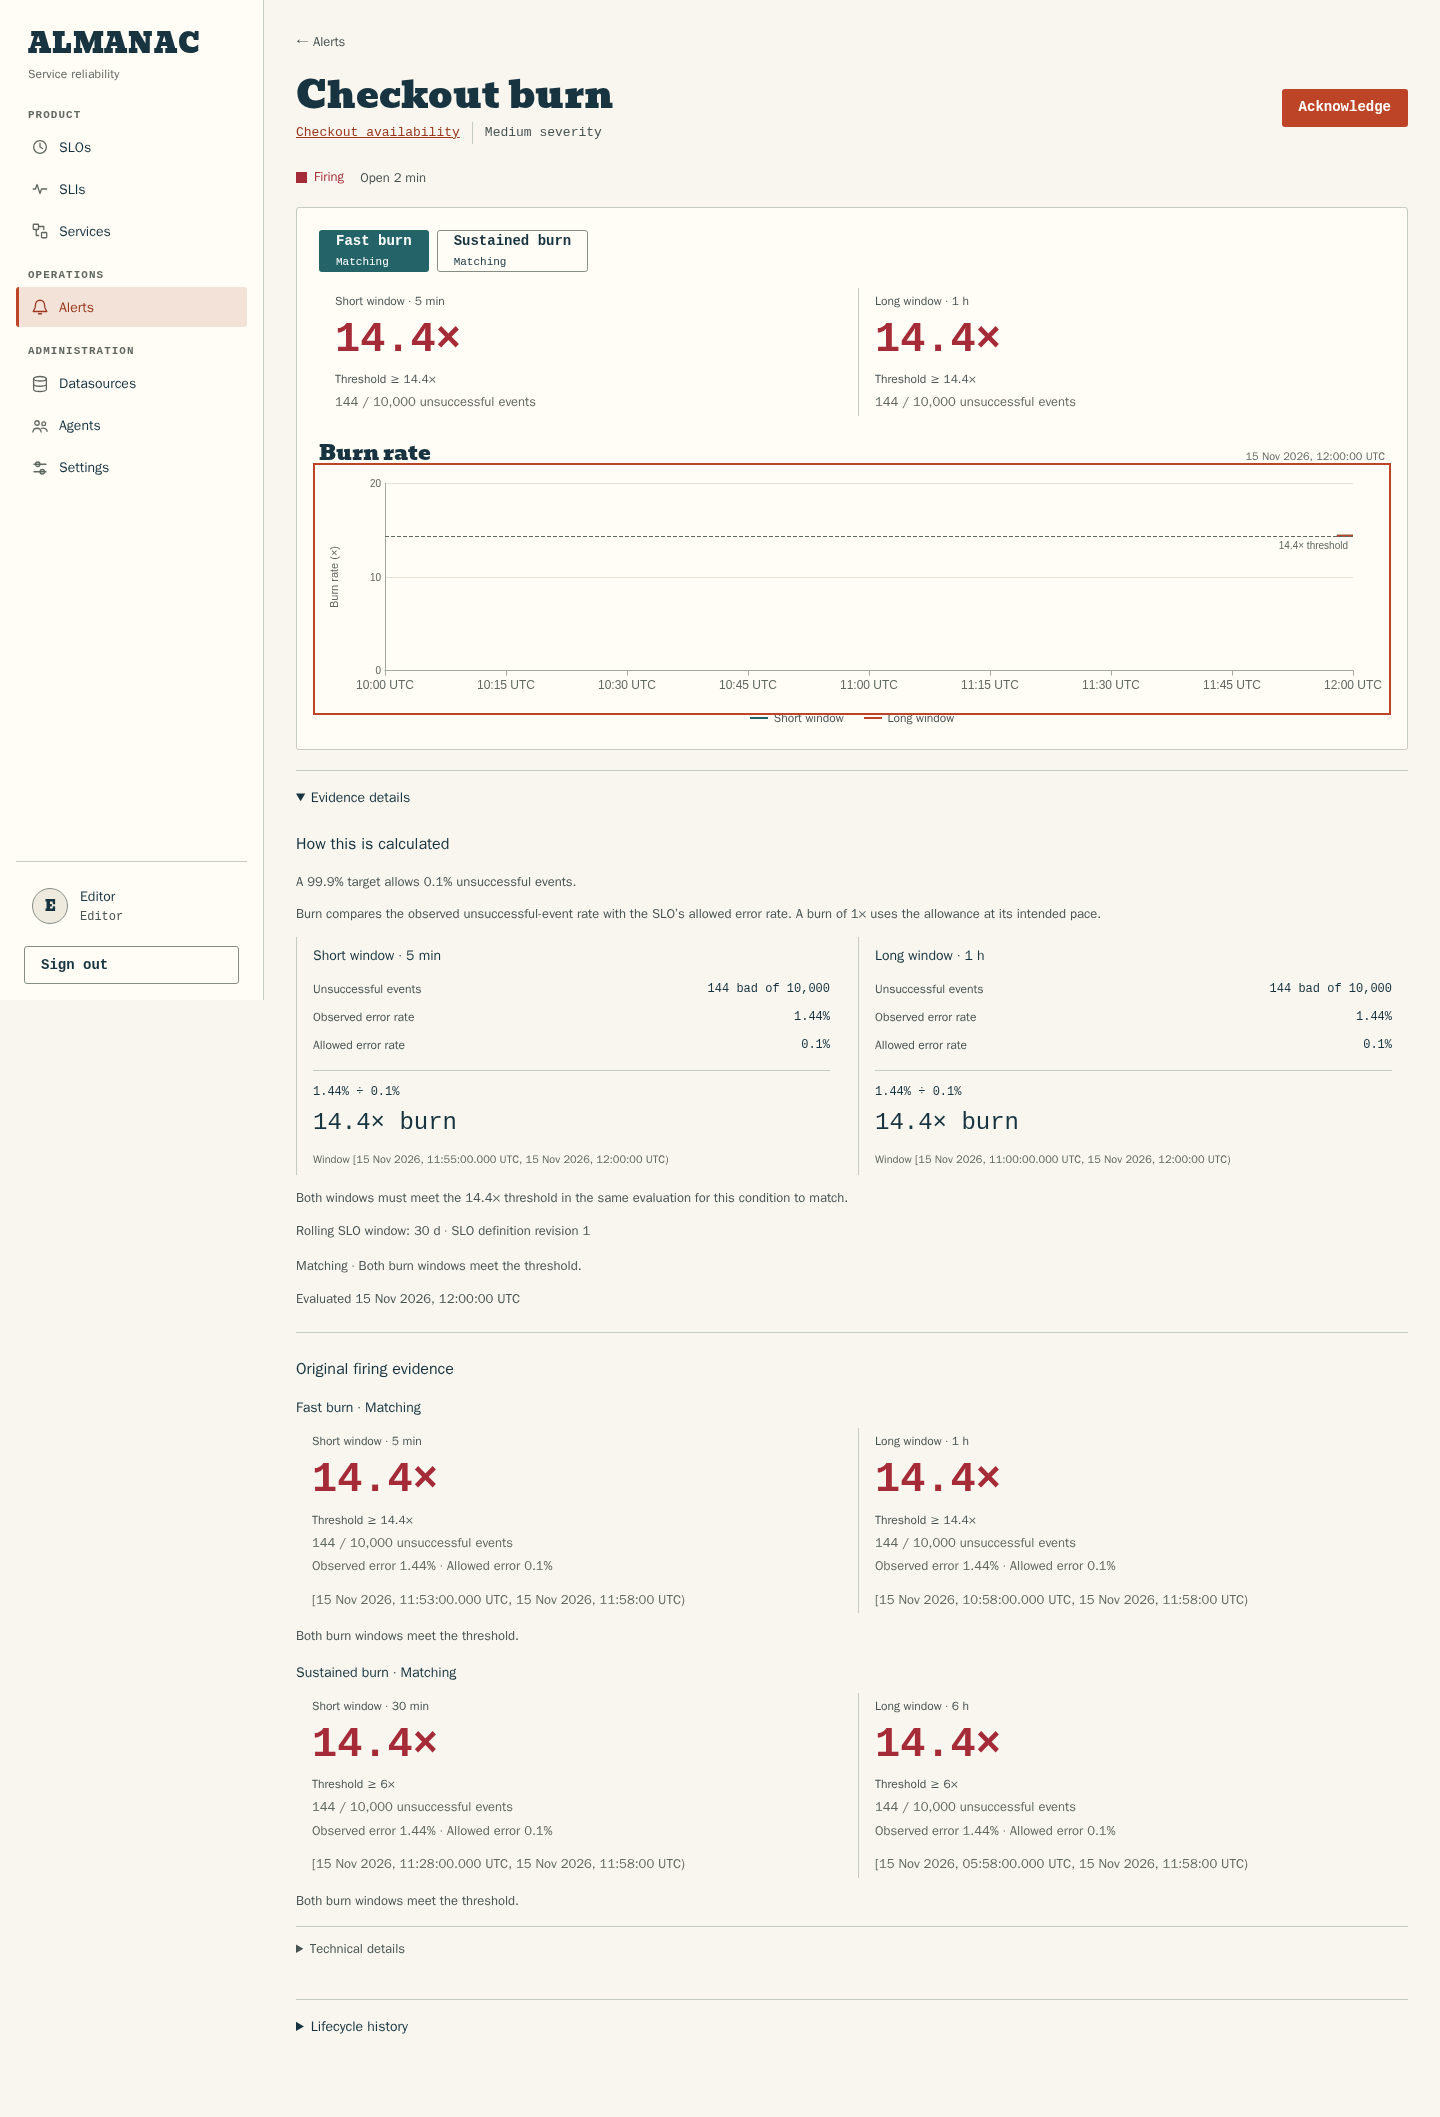 ALMANAC
Service reliability
PRODUCT
SLOs
SLIs
Services
OPERATIONS
Alerts
ADMINISTRATION
Datasources
Agents
Settings
E
Editor
Editor
Sign out
← Alerts
Checkout burn
Acknowledge
Checkout availability
Medium severity
Firing
Open 2 min
Fast burn
Matching
Sustained burn
Matching
Short window · 5 min
14.4×
Threshold ≥ 14.4×
144 / 10,000 unsuccessful events
Long window · 1 h
14.4×
Threshold ≥ 14.4×
144 / 10,000 unsuccessful events
Burn rate
15 Nov 2026, 12:00:00 UTC
Burn rate (×)
20
10
0
14.4× threshold
10:00 UTC
10:15 UTC
10:30 UTC
10:45 UTC
11:00 UTC
11:15 UTC
11:30 UTC
11:45 UTC
12:00 UTC
Short window
Long window
Evidence details
How this is calculated
A 99.9% target allows 0.1% unsuccessful events.
Burn compares the observed unsuccessful-event rate with the SLO's allowed error rate. A burn of 1× uses the allowance at its intended pace.
Short window · 5 min
Unsuccessful events 144 bad of 10,000
Observed error rate 1.44%
Allowed error rate 0.1%
1.44% ÷ 0.1%
14.4× burn
Window [15 Nov 2026, 11:55:00.000 UTC, 15 Nov 2026, 12:00:00 UTC)
Long window · 1 h
Unsuccessful events 144 bad of 10,000
Observed error rate 1.44%
Allowed error rate 0.1%
1.44% ÷ 0.1%
14.4× burn
Window [15 Nov 2026, 11:00:00.000 UTC, 15 Nov 2026, 12:00:00 UTC)
Both windows must meet the 14.4× threshold in the same evaluation for this condition to match.
Rolling SLO window: 30 d · SLO definition revision 1
Matching · Both burn windows meet the threshold.
Evaluated 15 Nov 2026, 12:00:00 UTC
Original firing evidence
Fast burn · Matching
Short window · 5 min
14.4×
Threshold ≥ 14.4×
144 / 10,000 unsuccessful events
Observed error 1.44% · Allowed error 0.1%
[15 Nov 2026, 11:53:00.000 UTC, 15 Nov 2026, 11:58:00 UTC)
Long window · 1 h
14.4×
Threshold ≥ 14.4×
144 / 10,000 unsuccessful events
Observed error 1.44% · Allowed error 0.1%
[15 Nov 2026, 10:58:00.000 UTC, 15 Nov 2026, 11:58:00 UTC)
Both burn windows meet the threshold.
Sustained burn · Matching
Short window · 30 min
14.4×
Threshold ≥ 6×
144 / 10,000 unsuccessful events
Observed error 1.44% · Allowed error 0.1%
[15 Nov 2026, 11:28:00.000 UTC, 15 Nov 2026, 11:58:00 UTC)
Long window · 6 h
14.4×
Threshold ≥ 6×
144 / 10,000 unsuccessful events
Observed error 1.44% · Allowed error 0.1%
[15 Nov 2026, 05:58:00.000 UTC, 15 Nov 2026, 11:58:00 UTC)
Both burn windows meet the threshold.
Technical details
Lifecycle history